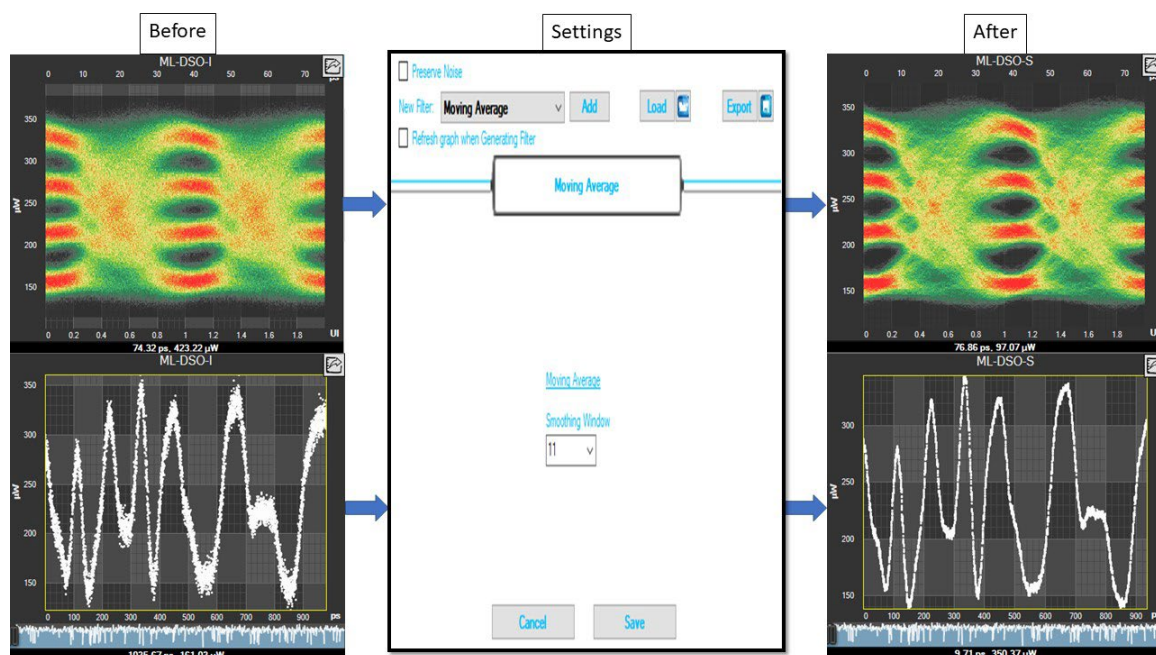 Before
Settings
After
ML-DSO-I
0 10 20 30 40 50 60 70
350
300
250
200
150
µW
0 0.2 0.4 0.6 0.8 1 1.2 1.4 1.6 1.8 UI
74.32 ps, 423.22 µW
ML-DSO-I
350
300
250
200
150
µW
0 100 200 300 400 500 600 700 800 900 ps
Preserve Noise
New Filter: Moving Average Add Load Export
Refresh graph when Generating Filter
Moving Average
Moving Average
Smoothing Window
11
Cancel Save
ML-DSO-S
0 10 20 30 40 50 60 70
350
300
250
200
150
µW
0 0.2 0.4 0.6 0.8 1 1.2 1.4 1.6 1.8 UI
76.86 ps, 97.07 µW
ML-DSO-S
350
300
250
200
150
µW
0 100 200 300 400 500 600 700 800 900
9.71 ps, 350.37 µW